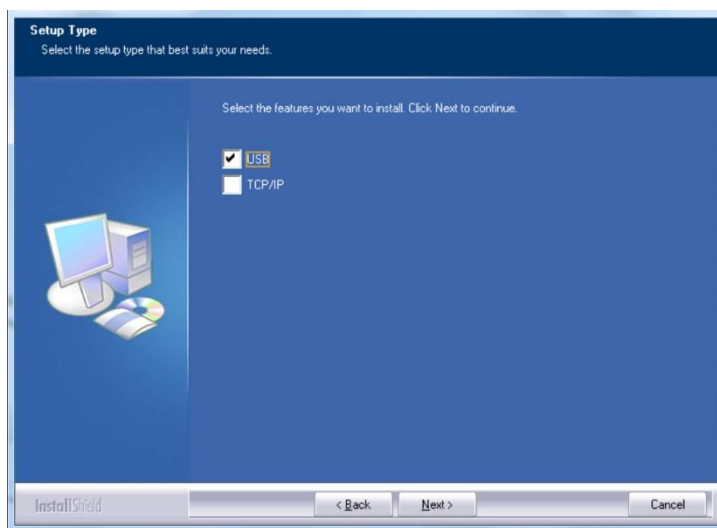 Setup Type
Select the setup type that best suits your needs.
Select the features you want to install. Click Next to continue.
USB
TCP/IP
InstallShield
< Back
Next >
Cancel